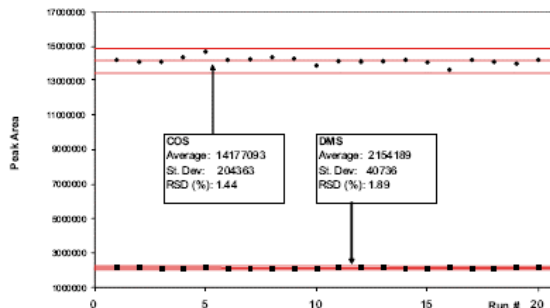 17000000
15000000
13000000
11000000
9000000
7000000
5000000
3000000
1000000
Peak Area
COS
Average: 14177093
St. Dev: 204363
RSD (%): 1.44
DMS
Average: 2154189
St. Dev: 40736
RSD (%): 1.89
0
5
10
15
20
Run #